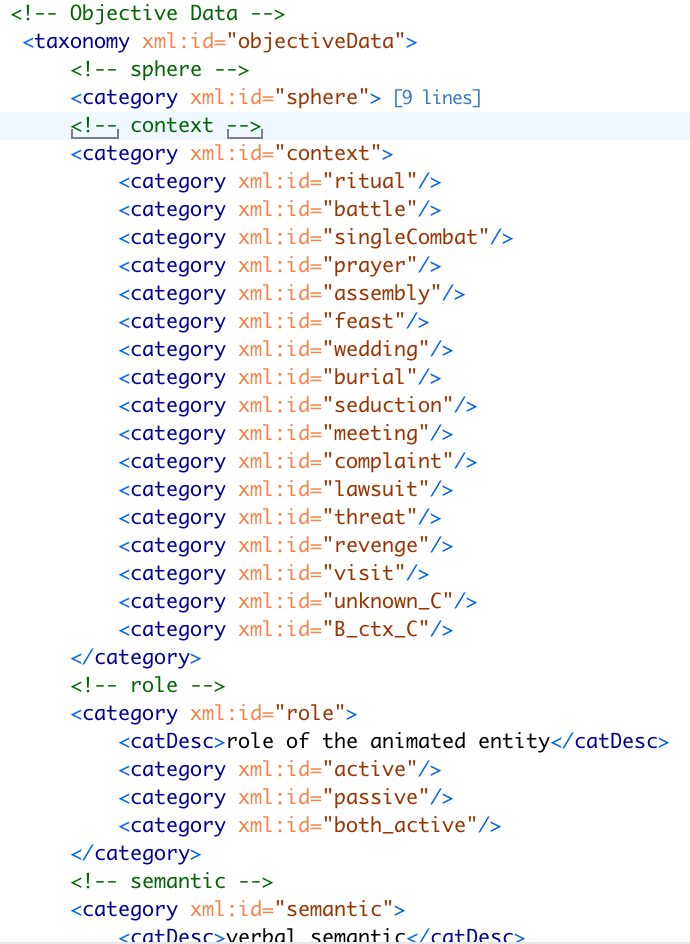 <!-- Objective Data -->
<taxonomy xml:id="objectiveData">
<!-- sphere -->
<category xml:id="sphere"> [9 lines]
<!-- context -->
<category xml:id="context">
<category xml:id="ritual"/>
<category xml:id="battle"/>
<category xml:id="singleCombat"/>
<category xml:id="prayer"/>
<category xml:id="assembly"/>
<category xml:id="feast"/>
<category xml:id="wedding"/>
<category xml:id="burial"/>
<category xml:id="seduction"/>
<category xml:id="meeting"/>
<category xml:id="complaint"/>
<category xml:id="lawsuit"/>
<category xml:id="threat"/>
<category xml:id="revenge"/>
<category xml:id="visit"/>
<category xml:id="unknown_C"/>
<category xml:id="B_ctx_C"/>
</category>
<!-- role -->
<category xml:id="role">
<catDesc>role of the animated entity</catDesc>
<category xml:id="active"/>
<category xml:id="passive"/>
<category xml:id="both_active"/>
</category>
<!-- semantic -->
<category xml:id="semantic">
<catDesc>verbal semantic</catDesc>